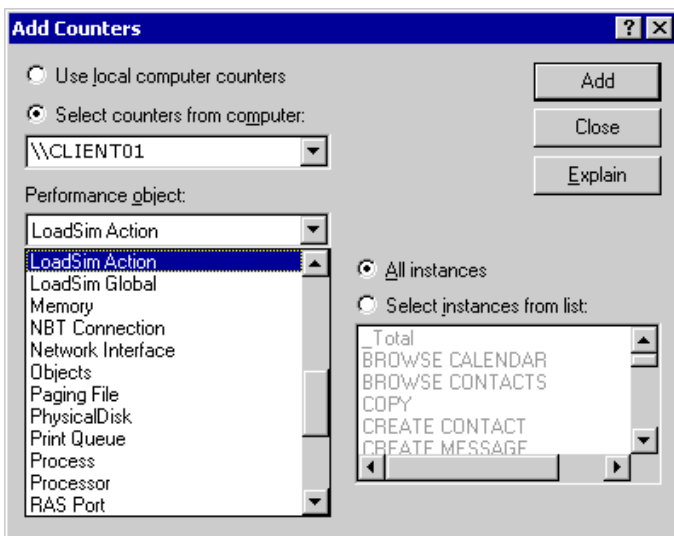 Add Counters
Use local computer counters
Select counters from computer:
\\CLIENT01
Performance object:
LoadSim Action
LoadSim Action
LoadSim Global
Memory
NBT Connection
Network Interface
Objects
Paging File
PhysicalDisk
Print Queue
Process
Processor
RAS Port
Add
Close
Explain
All instances
Select instances from list:
_Total
BROWSE CALENDAR
BROWSE CONTACTS
COPY
CREATE CONTACT
CREATE MESSAGE